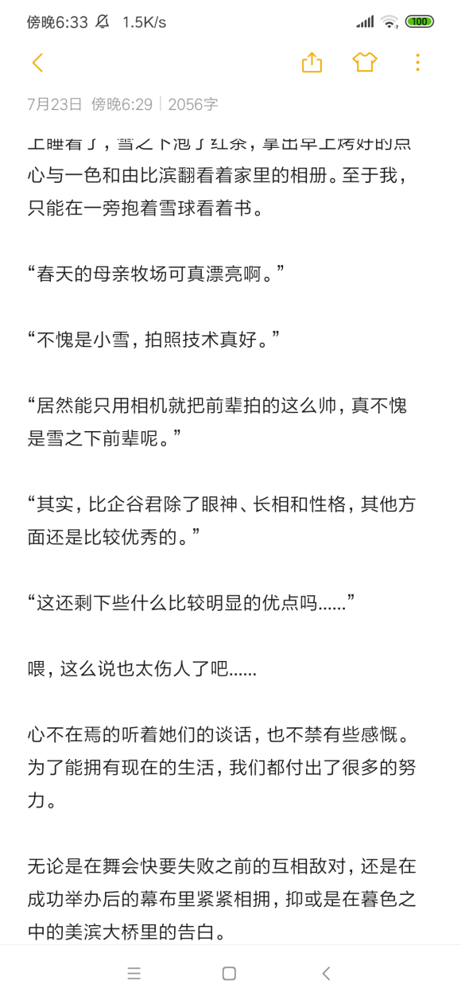 傍晚6:33 1.5K/s 100
7月23日 傍晚6:29 | 2056字
上睡着了，雪之下泡了红茶，拿出早上烤好的点
心与一色和由比滨翻看着家里的相册。至于我，
只能在一旁抱着雪球看着书。
“春天的母亲牧场可真漂亮啊。”
“不愧是小雪，拍照技术真好。”
“居然能只用相机就把前辈拍的这么帅，真不愧
是雪之下前辈呢。”
“其实，比企谷君除了眼神、长相和性格，其他方
面还是比较优秀的。”
“这还剩下些什么比较明显的优点吗......”
喂，这么说也太伤人了吧......
心不在焉的听着她们的谈话，也不禁有些感慨。
为了能拥有现在的生活，我们都付出了很多的努
力。
无论是在舞会快要失败之前的互相敌对，还是在
成功举办后的幕布里紧紧相拥，抑或是在暮色之
中的美滨大桥里的告白。